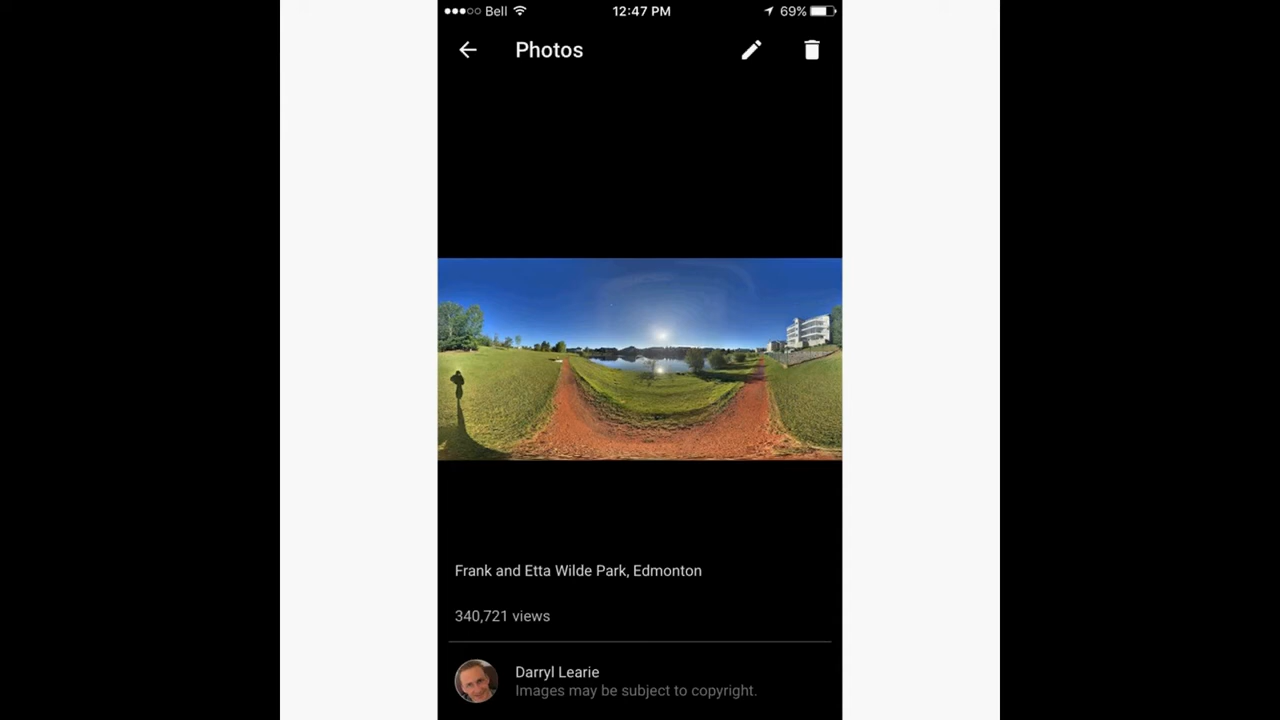 Bell 12:47 PM 69%
Photos
Frank and Etta Wilde Park, Edmonton
340,721 views
Darryl Learie
Images may be subject to copyright.